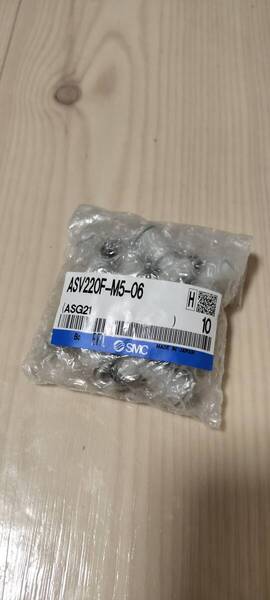 ASV220F-M5-06
H
(ASG21 )
10
SMC
MADE IN JAPAN